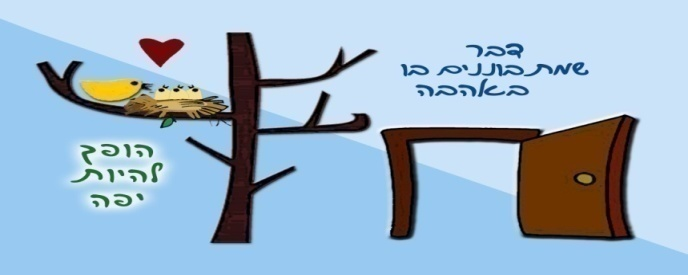 דבר
שמתבוננים בו
באהבה
הופך
להיות
יפה